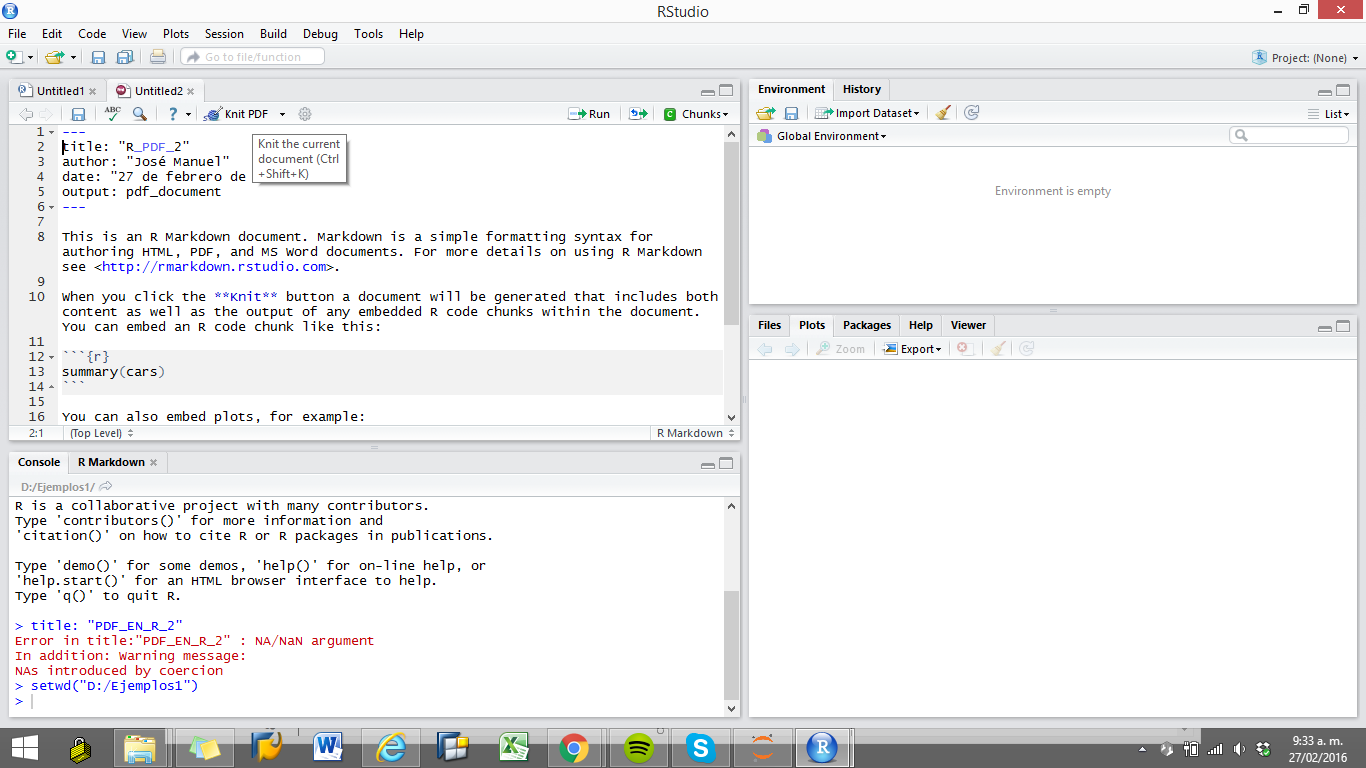 RStudio
File Edit Code View Plots Session Build Debug Tools Help
Go to file/function
Project: (None)
Untitled1
Untitled2
ABC
? Knit PDF
Run
C Chunks
1 ---
2 title: "R_PDF_2"
3 author: "José Manuel"
4 date: "27 de febrero de
5 output: pdf_document
6 ---
7
8 This is an R Markdown document. Markdown is a simple formatting syntax for
authoring HTML, PDF, and MS Word documents. For more details on using R Markdown
see <http://rmarkdown.rstudio.com>.
9
10 When you click the **Knit** button a document will be generated that includes both
content as well as the output of any embedded R code chunks within the document.
You can embed an R code chunk like this:
11
12 ```{r}
13 summary(cars)
14 ```
15
16 You can also embed plots, for example:
Knit the current
document (Ctrl
+Shift+K)
2:1 (Top Level) R Markdown
Console R Markdown
D:/Ejemplos1/
R is a collaborative project with many contributors.
Type 'contributors()' for more information and
'citation()' on how to cite R or R packages in publications.
Type 'demo()' for some demos, 'help()' for on-line help, or
'help.start()' for an HTML browser interface to help.
Type 'q()' to quit R.
> title: "PDF_EN_R_2"
Error in title:"PDF_EN_R_2" : NA/NaN argument
In addition: Warning message:
NAs introduced by coercion
> setwd("D:/Ejemplos1")
>
Environment History
Import Dataset
List
Global Environment
Environment is empty
Files Plots Packages Help Viewer
Zoom Export
9:33 a. m.
27/02/2016